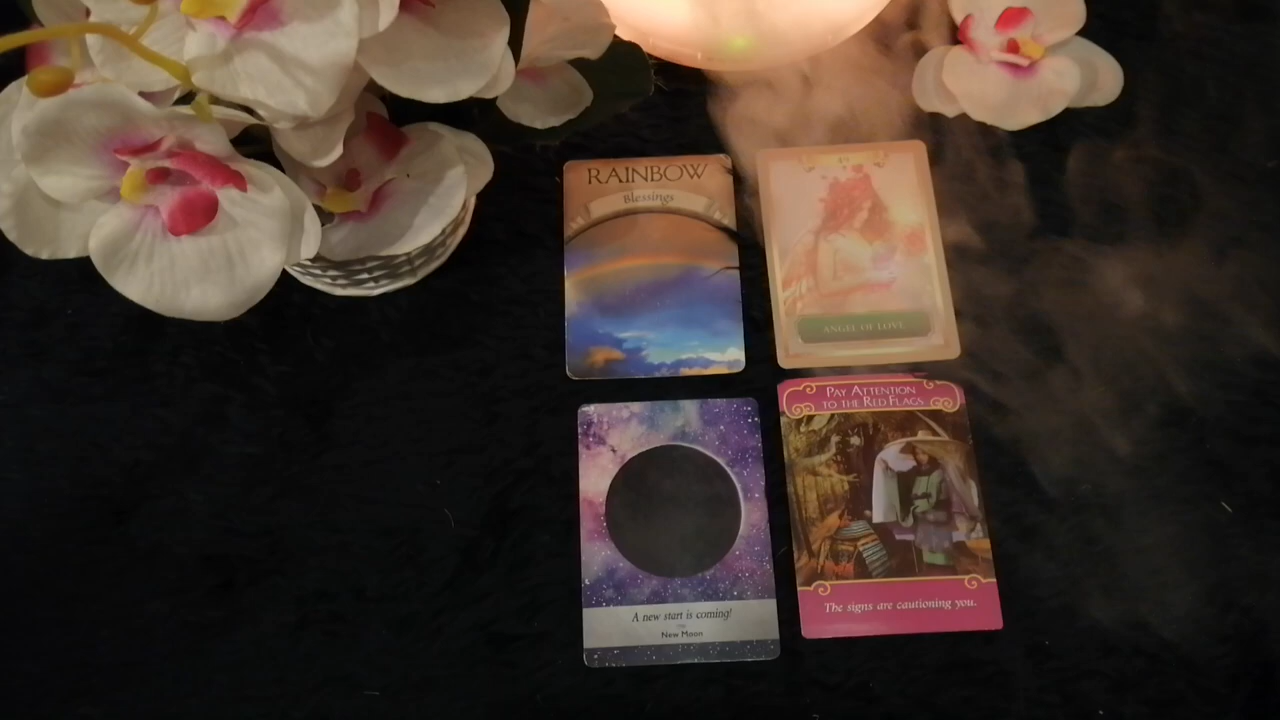 RAINBOW
Blessings
49
ANGEL OF LOVE
A new start is coming!
New Moon
PAY ATTENTION
TO THE RED FLAGS
The signs are cautioning you.